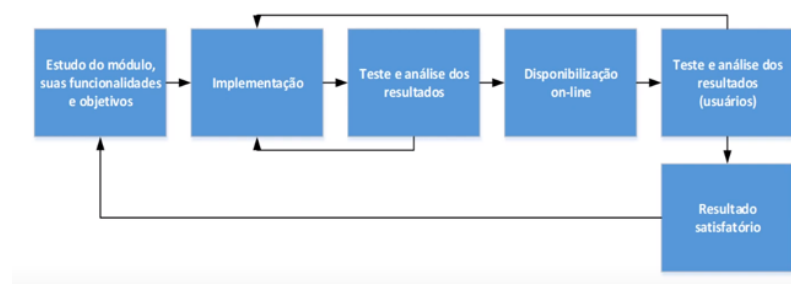 Estudo do módulo,
suas funcionalidades
e objetivos
Implementação
Teste e análise dos
resultados
Disponibilização
on-line
Teste e análise dos
resultados
(usuários)
Resultado
satisfatório